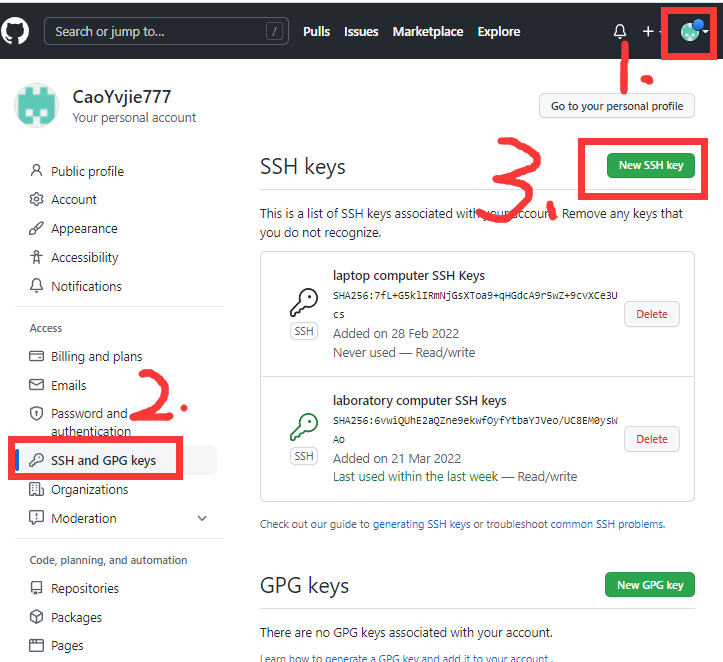 Search or jump to... / Pulls Issues Marketplace Explore
1.
CaoYvjie777
Your personal account
Go to your personal profile
Public profile
Account
Appearance
Accessibility
Notifications
Access
Billing and plans
Emails
Password and
authentication
2.
SSH and GPG keys
Organizations
Moderation
Code, planning, and automation
Repositories
Packages
Pages
SSH keys
3.
New SSH key
This is a list of SSH keys associated with your account. Remove any keys that
you do not recognize.
laptop computer SSH Keys
SHA256:7fL+G5klIRmNjGsXToa9+qHGdcA9r5wZ+9cvXCe3U
cs
SSH
Added on 28 Feb 2022
Never used — Read/write
Delete
laboratory computer SSH keys
SHA256:6vwiQUhE2aQZne9ekwfOyfYtbaYJVeo/UC8EM0ysW
Ao
SSH
Added on 21 Mar 2022
Last used within the last week — Read/write
Delete
Check out our guide to generating SSH keys or troubleshoot common SSH problems.
GPG keys
New GPG key
There are no GPG keys associated with your account.
Learn how to generate a GPG key and add it to your account .